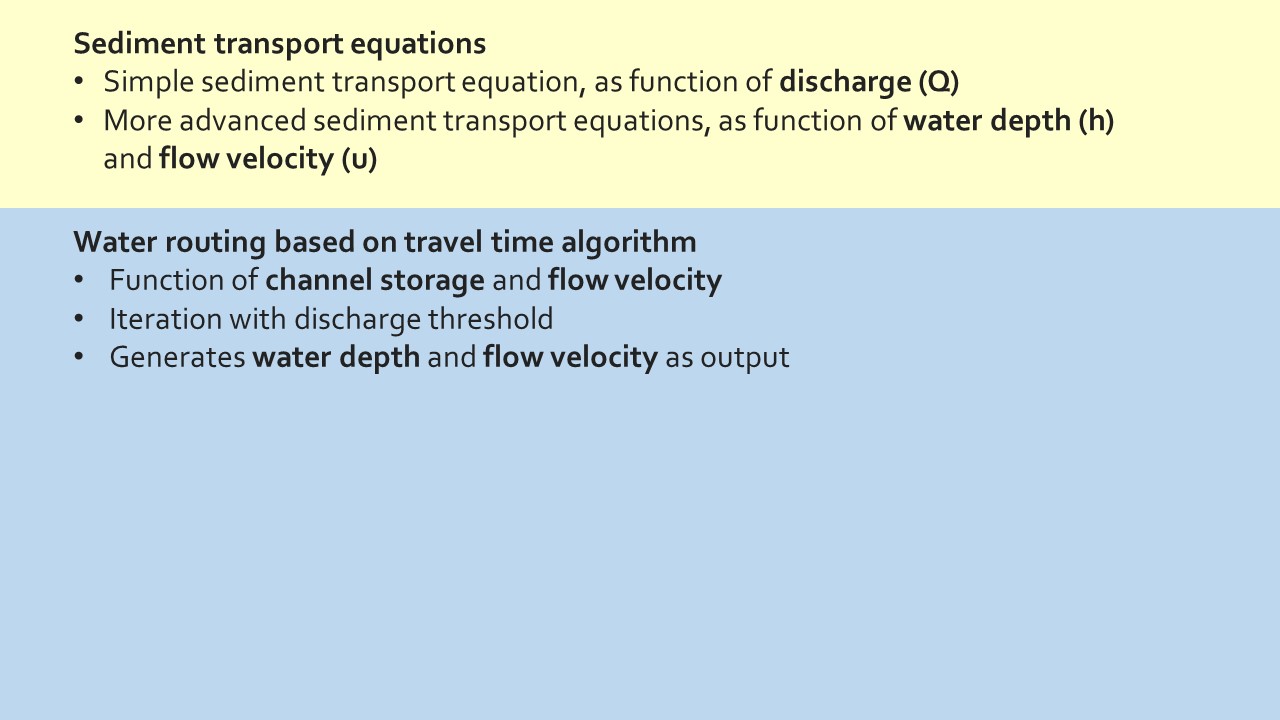 Sediment transport equations
• Simple sediment transport equation, as function of discharge (Q)
• More advanced sediment transport equations, as function of water depth (h)
and flow velocity (u)
Water routing based on travel time algorithm
• Function of channel storage and flow velocity
• Iteration with discharge threshold
• Generates water depth and flow velocity as output